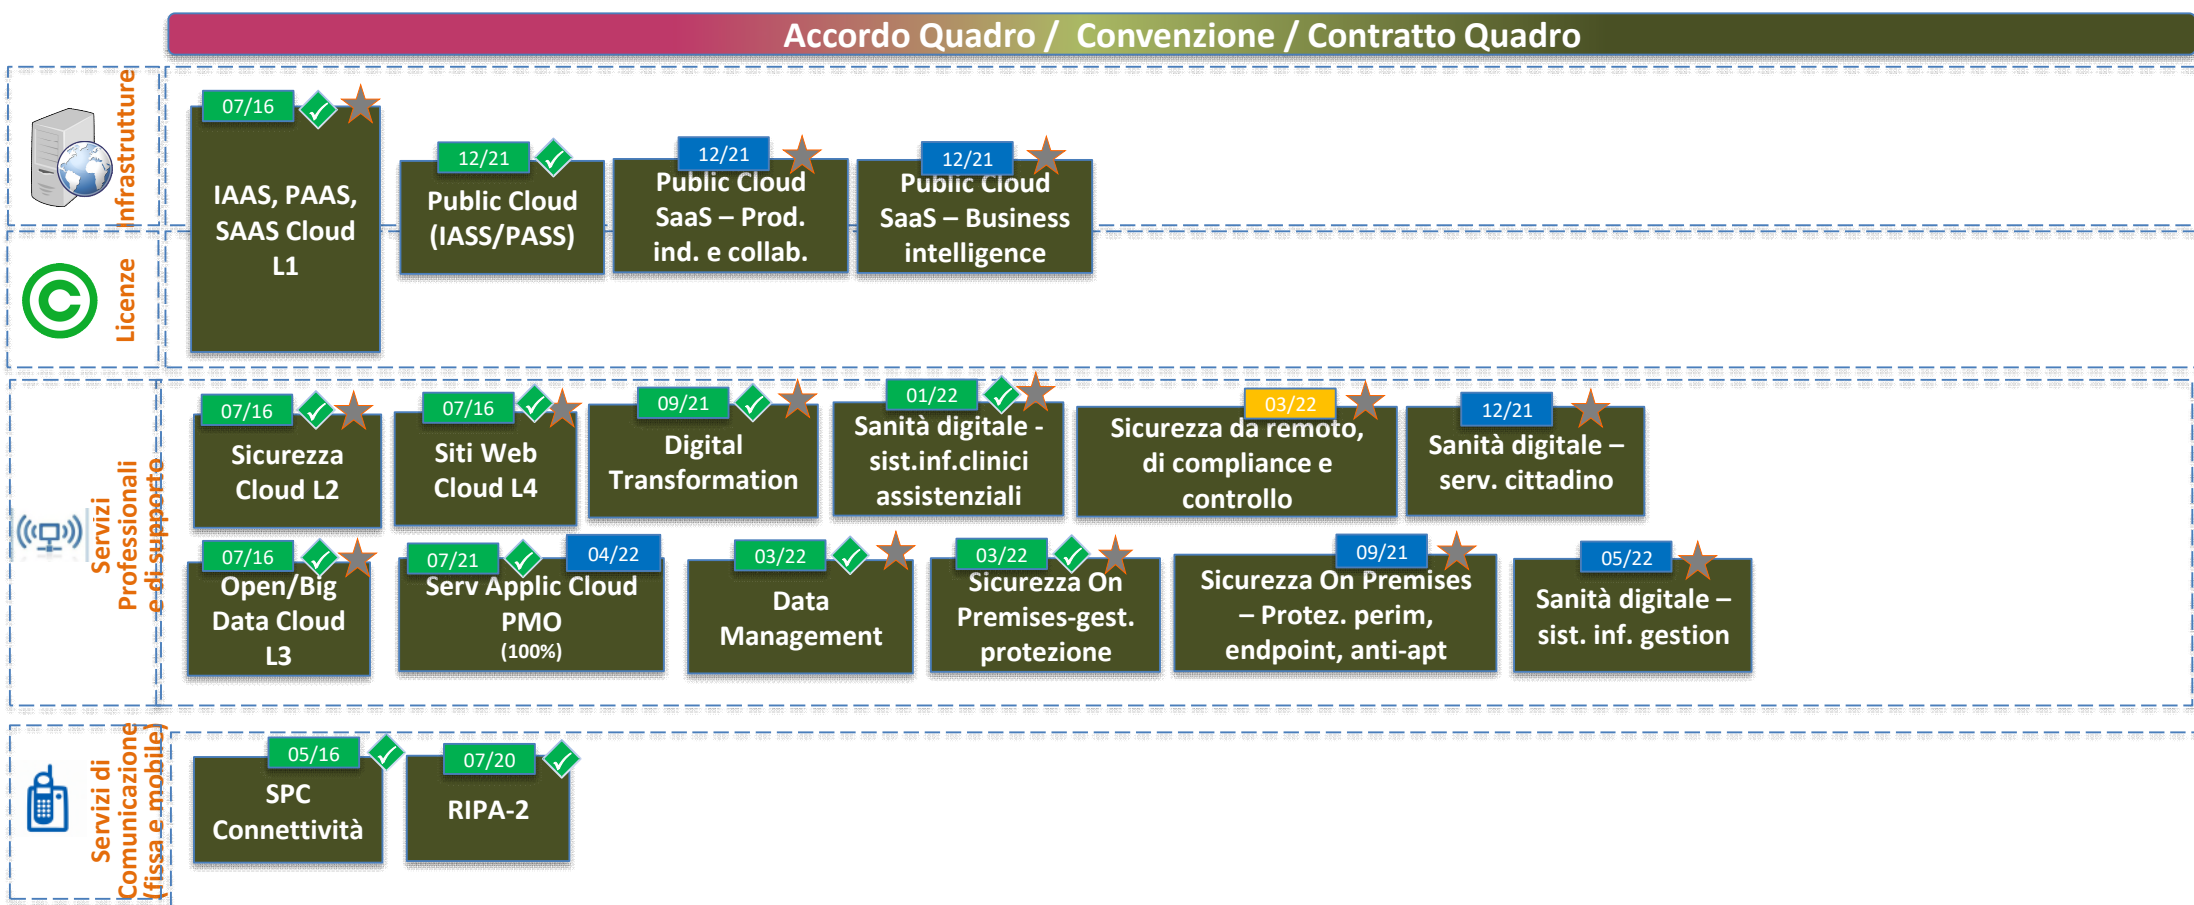 Accordo Quadro / Convenzione / Contratto Quadro
Infrastrutture
07/16
IAAS, PAAS,
SAAS Cloud
L1
12/21
Public Cloud
(IASS/PASS)
12/21
Public Cloud
SaaS – Prod.
ind. e collab.
12/21
Public Cloud
SaaS – Business
intelligence
Licenze
Servizi
Professionali
e di supporto
07/16
Sicurezza
Cloud L2
07/16
Siti Web
Cloud L4
09/21
Digital
Transformation
01/22
Sanità digitale -
sist.inf.clinici
assistenziali
03/22
Sicurezza da remoto,
di compliance e
controllo
12/21
Sanità digitale –
serv. cittadino
07/16
Open/Big
Data Cloud
L3
07/21
04/22
Serv Applic Cloud
PMO
(100%)
03/22
Data
Management
03/22
Sicurezza On
Premises-gest.
protezione
09/21
Sicurezza On Premises
– Protez. perim,
endpoint, anti-apt
05/22
Sanità digitale –
sist. inf. gestion
Servizi di
Comunicazione
(fissa e mobile)
05/16
SPC
Connettività
07/20
RIPA-2